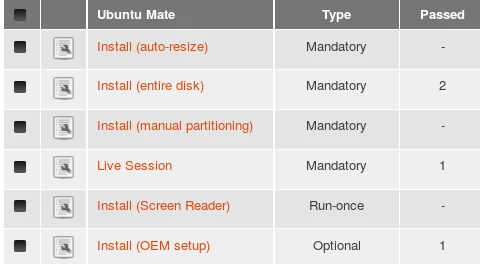 Ubuntu Mate Type Passed
Install (auto-resize) Mandatory -
Install (entire disk) Mandatory 2
Install (manual partitioning) Mandatory -
Live Session Mandatory 1
Install (Screen Reader) Run-once -
Install (OEM setup) Optional 1